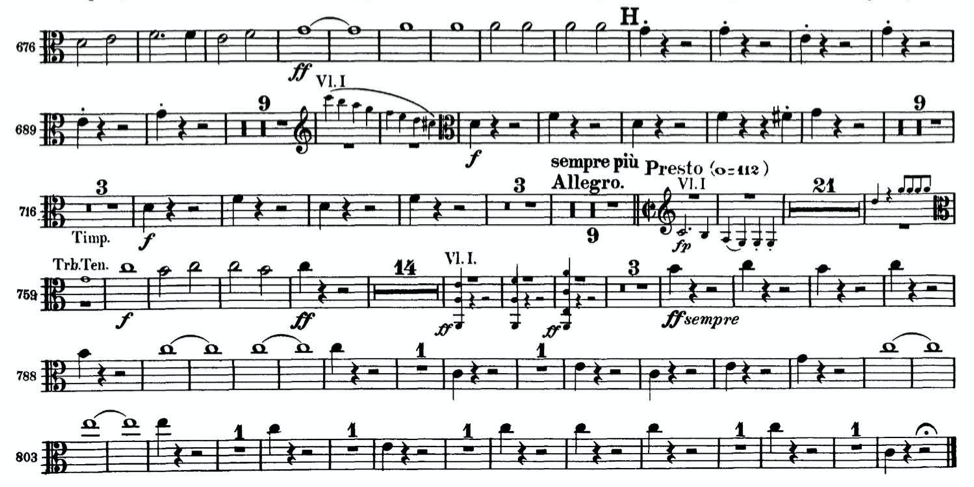 H
676
ff
Vl. I
9
9
689
f
sempre più
Presto (𝅝=112)
3
3
Allegro.
Vl. I
21
716
Timp.
f
9
fp
Trb. Ten.
14
Vl. I.
3
759
f
ff
ff
ff
ff sempre
1
1
788
1
1
1
1
803